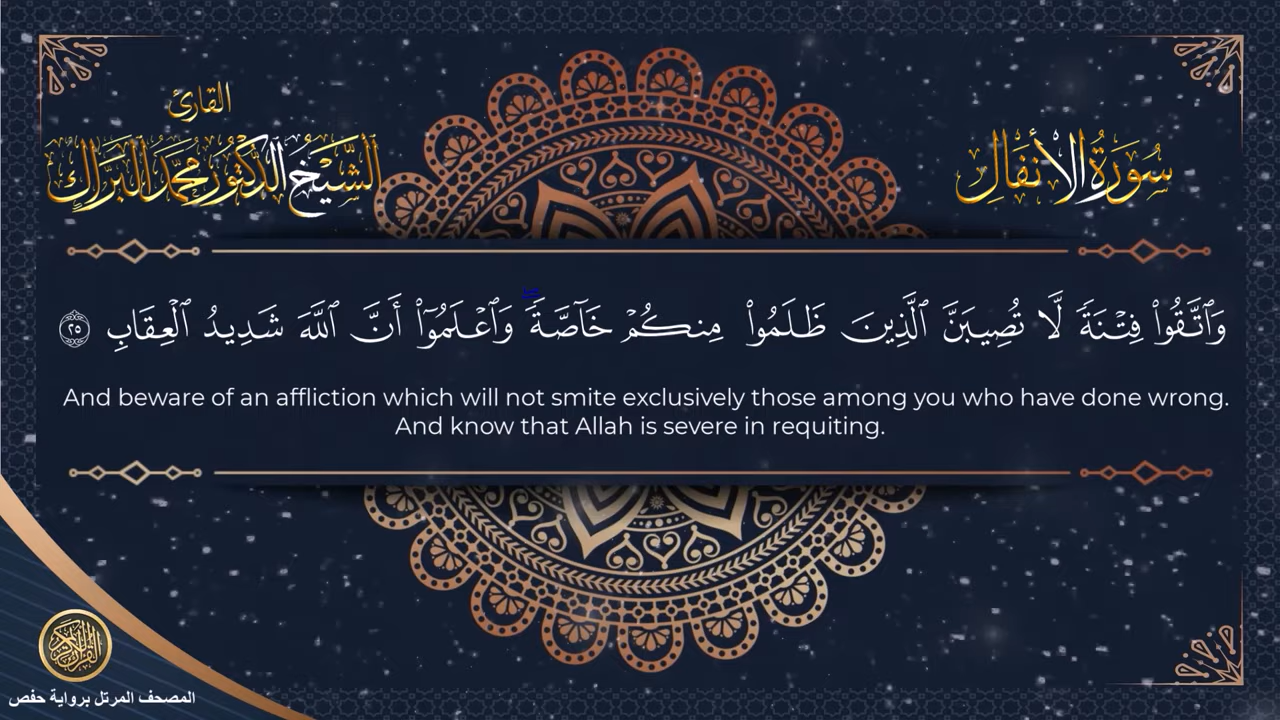 القارئ
الشيخ الدكتور محمد البراك
سورة الأنفال
وَٱتَّقُوا۟ فِتْنَةً لَّا تُصِيبَنَّ ٱلَّذِينَ ظَلَمُوا۟ مِنكُمْ خَآصَّةً ۖ وَٱعْلَمُوٓا۟ أَنَّ ٱللَّهَ شَدِيدُ ٱلْعِقَابِ ٢٥
And beware of an affliction which will not smite exclusively those among you who have done wrong.
And know that Allah is severe in requiting.
القرآن الكريم
المصحف المرتل برواية حفص